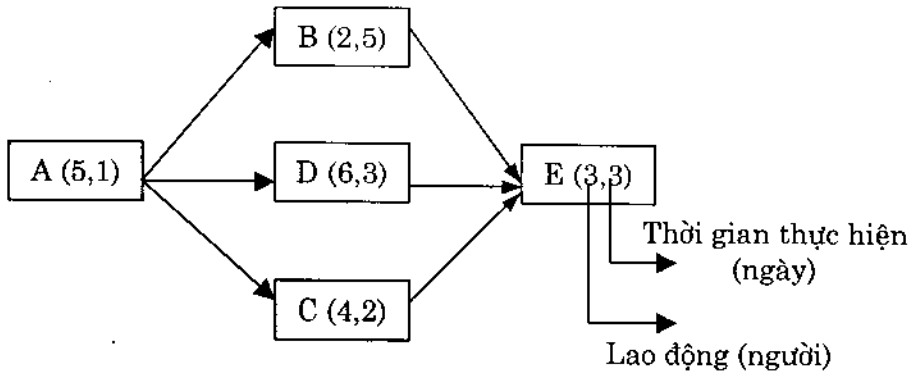 B (2,5)
A (5,1)
D (6,3)
E (3,3)
C (4,2)
Thời gian thực hiện
(ngày)
Lao động (người)